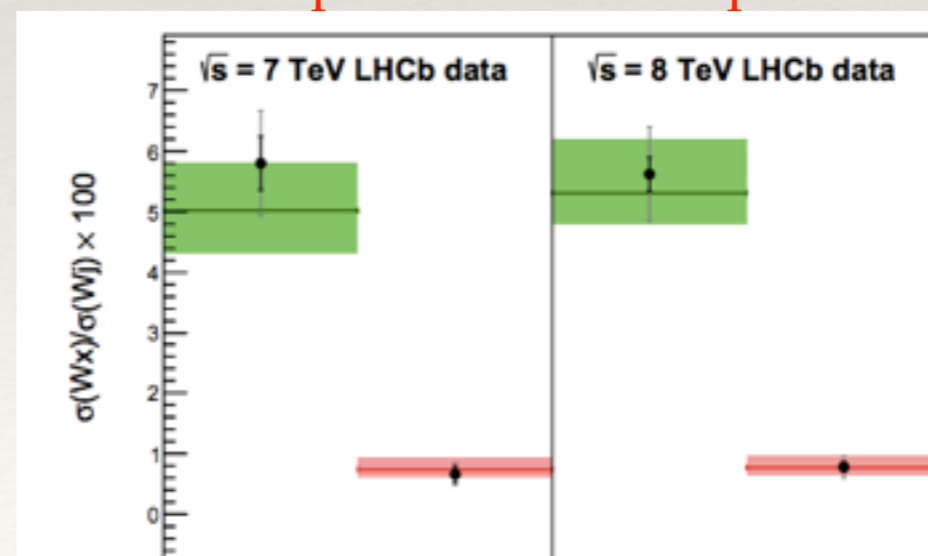 √s = 7 TeV LHCb data
√s = 8 TeV LHCb data
σ(Wx)/σ(Wj) × 100
7
6
5
4
3
2
1
0